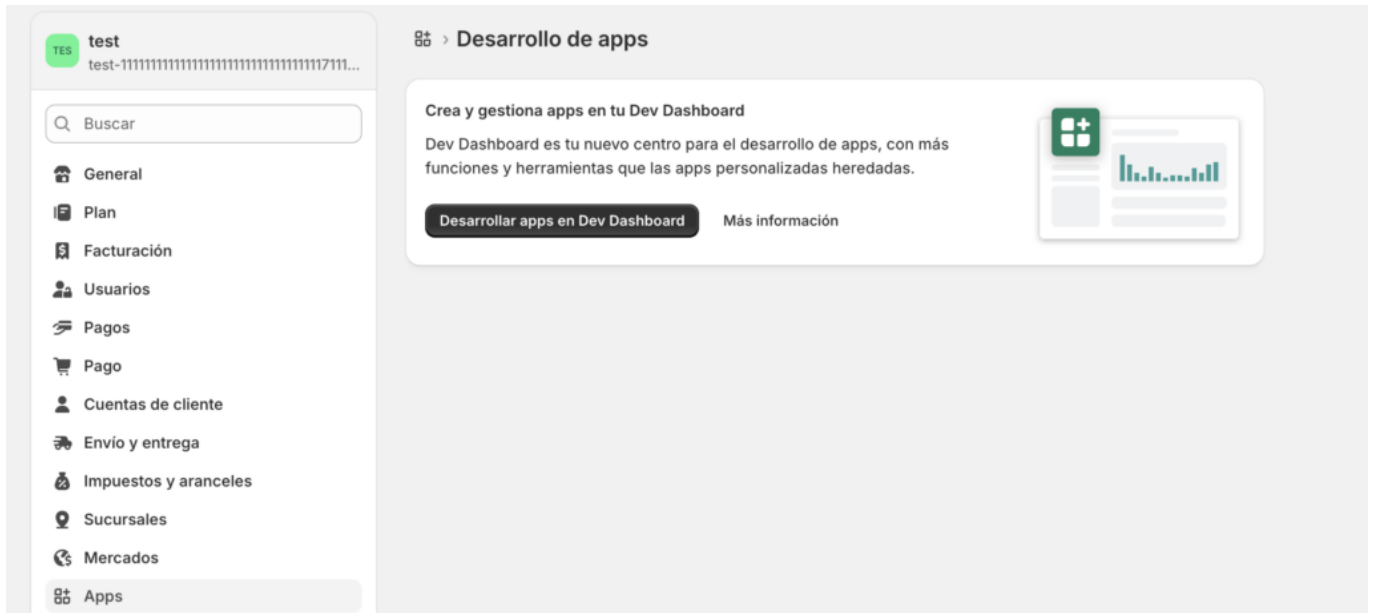 TES
test
test-11111111111111111111111111111111117111...
Buscar
General
Plan
Facturación
Usuarios
Pagos
Pago
Cuentas de cliente
Envío y entrega
Impuestos y aranceles
Sucursales
Mercados
Apps
› Desarrollo de apps
Crea y gestiona apps en tu Dev Dashboard
Dev Dashboard es tu nuevo centro para el desarrollo de apps, con más
funciones y herramientas que las apps personalizadas heredadas.
Desarrollar apps en Dev Dashboard
Más información